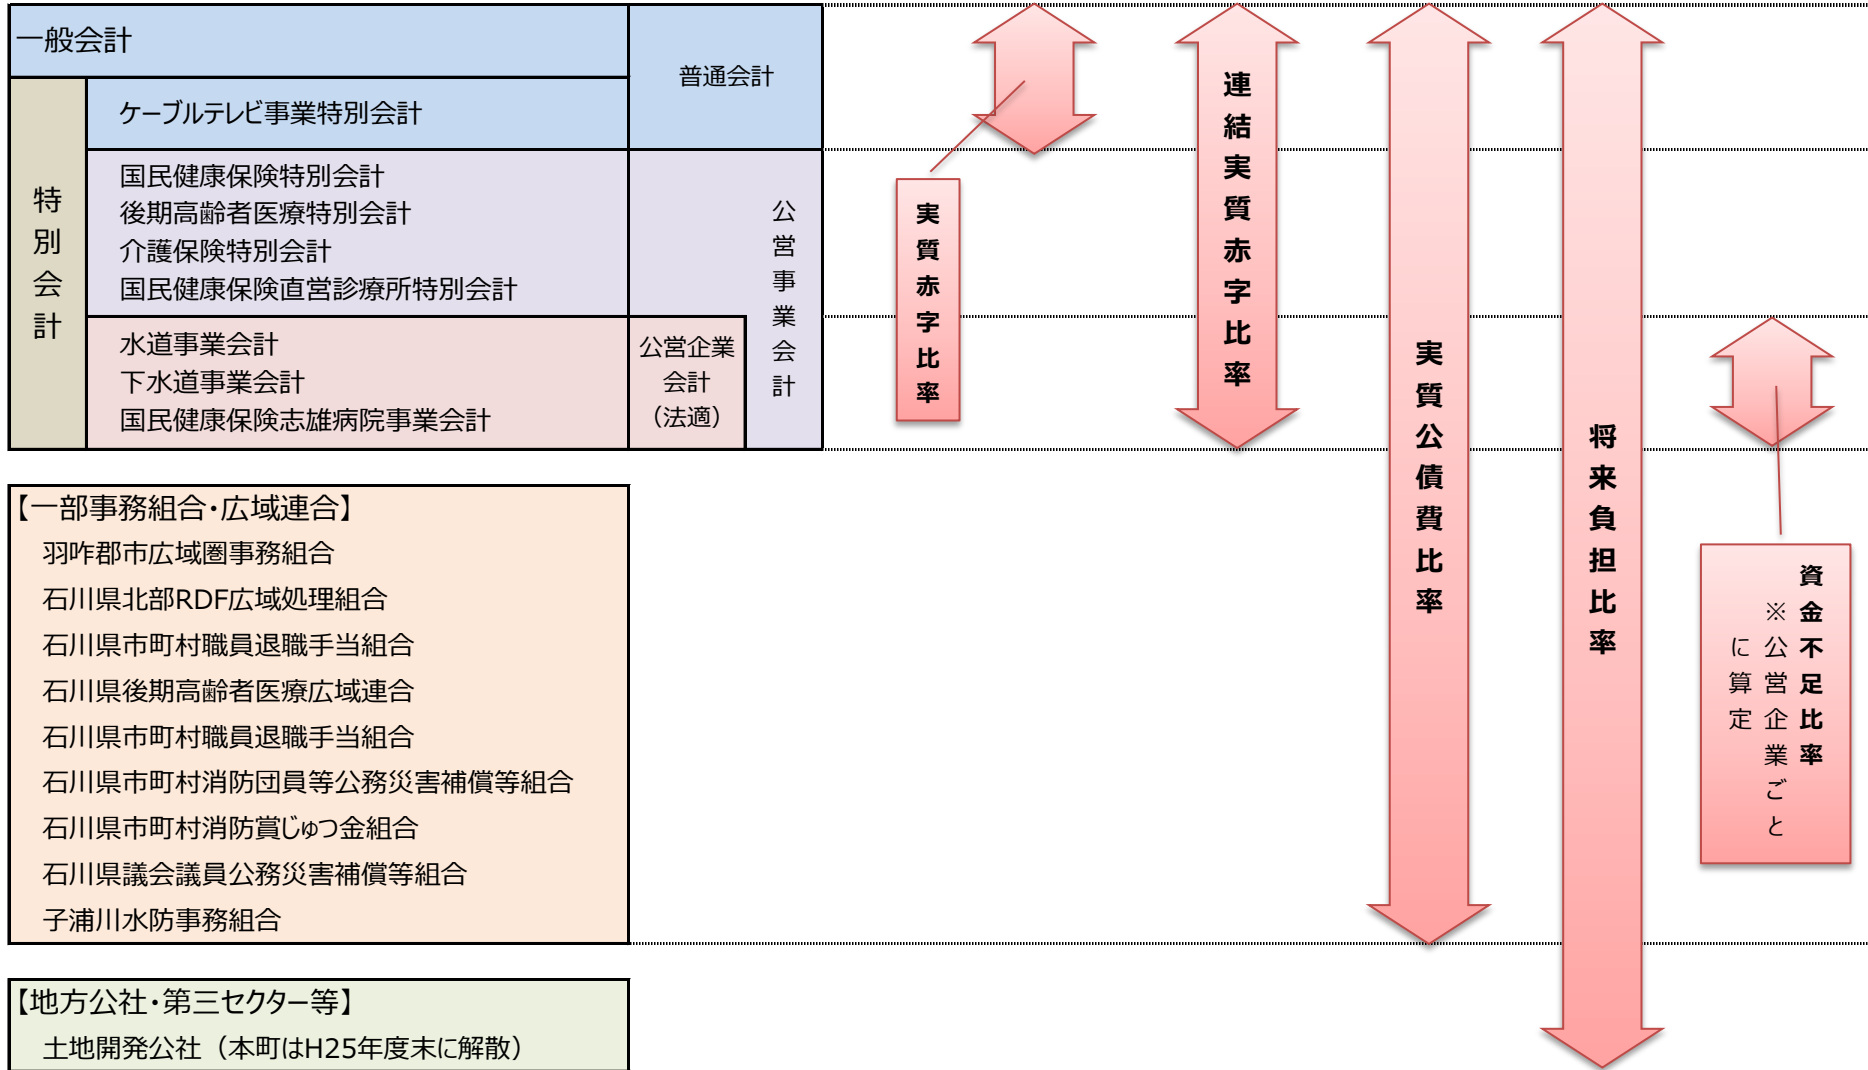 一般会計
普通会計
特別会計
ケーブルテレビ事業特別会計
国民健康保険特別会計
後期高齢者医療特別会計
介護保険特別会計
国民健康保険直営診療所特別会計
公営事業会計
水道事業会計
下水道事業会計
国民健康保険志雄病院事業会計
公営企業
会計
（法適）
実質赤字比率
連結実質赤字比率
実質公債費比率
将来負担比率
資金不足比率
※公営企業ごと
に算定
【一部事務組合・広域連合】
羽咋郡市広域圏事務組合
石川県北部RDF広域処理組合
石川県市町村職員退職手当組合
石川県後期高齢者医療広域連合
石川県市町村職員退職手当組合
石川県市町村消防団員等公務災害補償等組合
石川県市町村消防賞じゅつ金組合
石川県議会議員公務災害補償等組合
子浦川水防事務組合
【地方公社・第三セクター等】
土地開発公社（本町はH25年度末に解散）